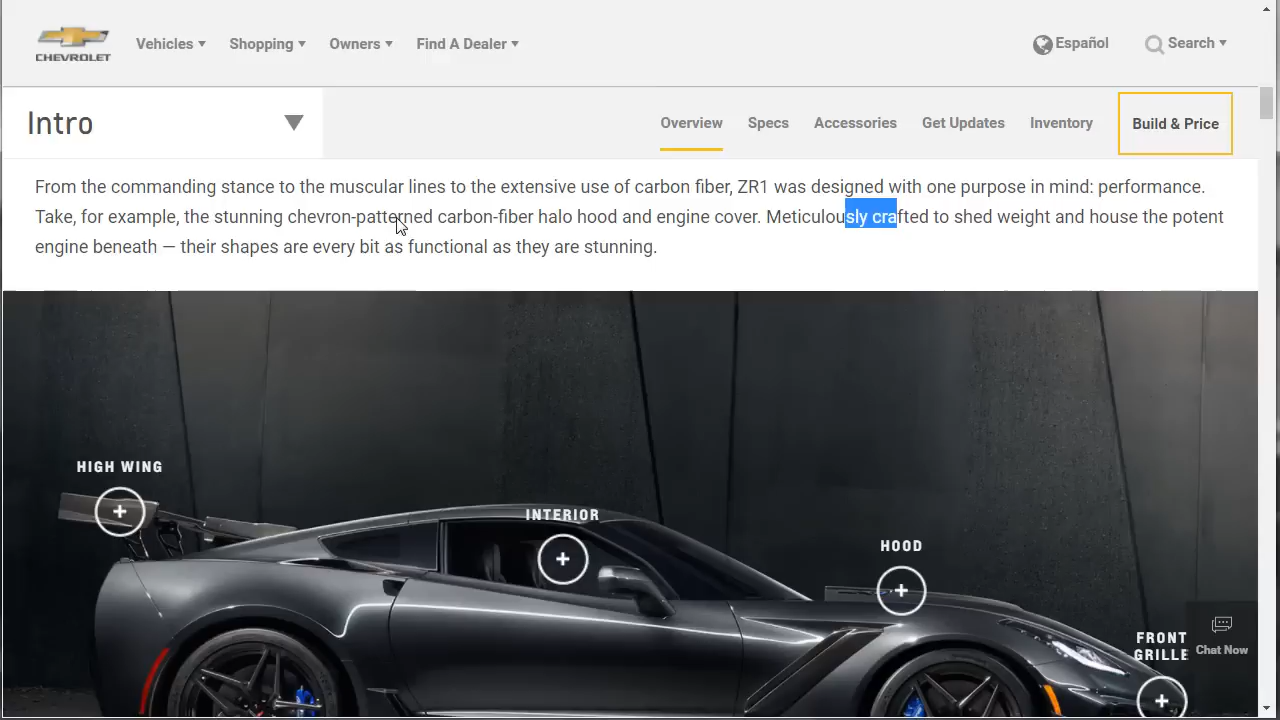 CHEVROLET
Vehicles
Shopping
Owners
Find A Dealer
Español
Search
Intro
Overview
Specs
Accessories
Get Updates
Inventory
Build & Price
From the commanding stance to the muscular lines to the extensive use of carbon fiber, ZR1 was designed with one purpose in mind: performance.
Take, for example, the stunning chevron-patterned carbon-fiber halo hood and engine cover. Meticulously crafted to shed weight and house the potent
engine beneath — their shapes are every bit as functional as they are stunning.
HIGH WING
INTERIOR
HOOD
FRONT
GRILLE
Chat Now